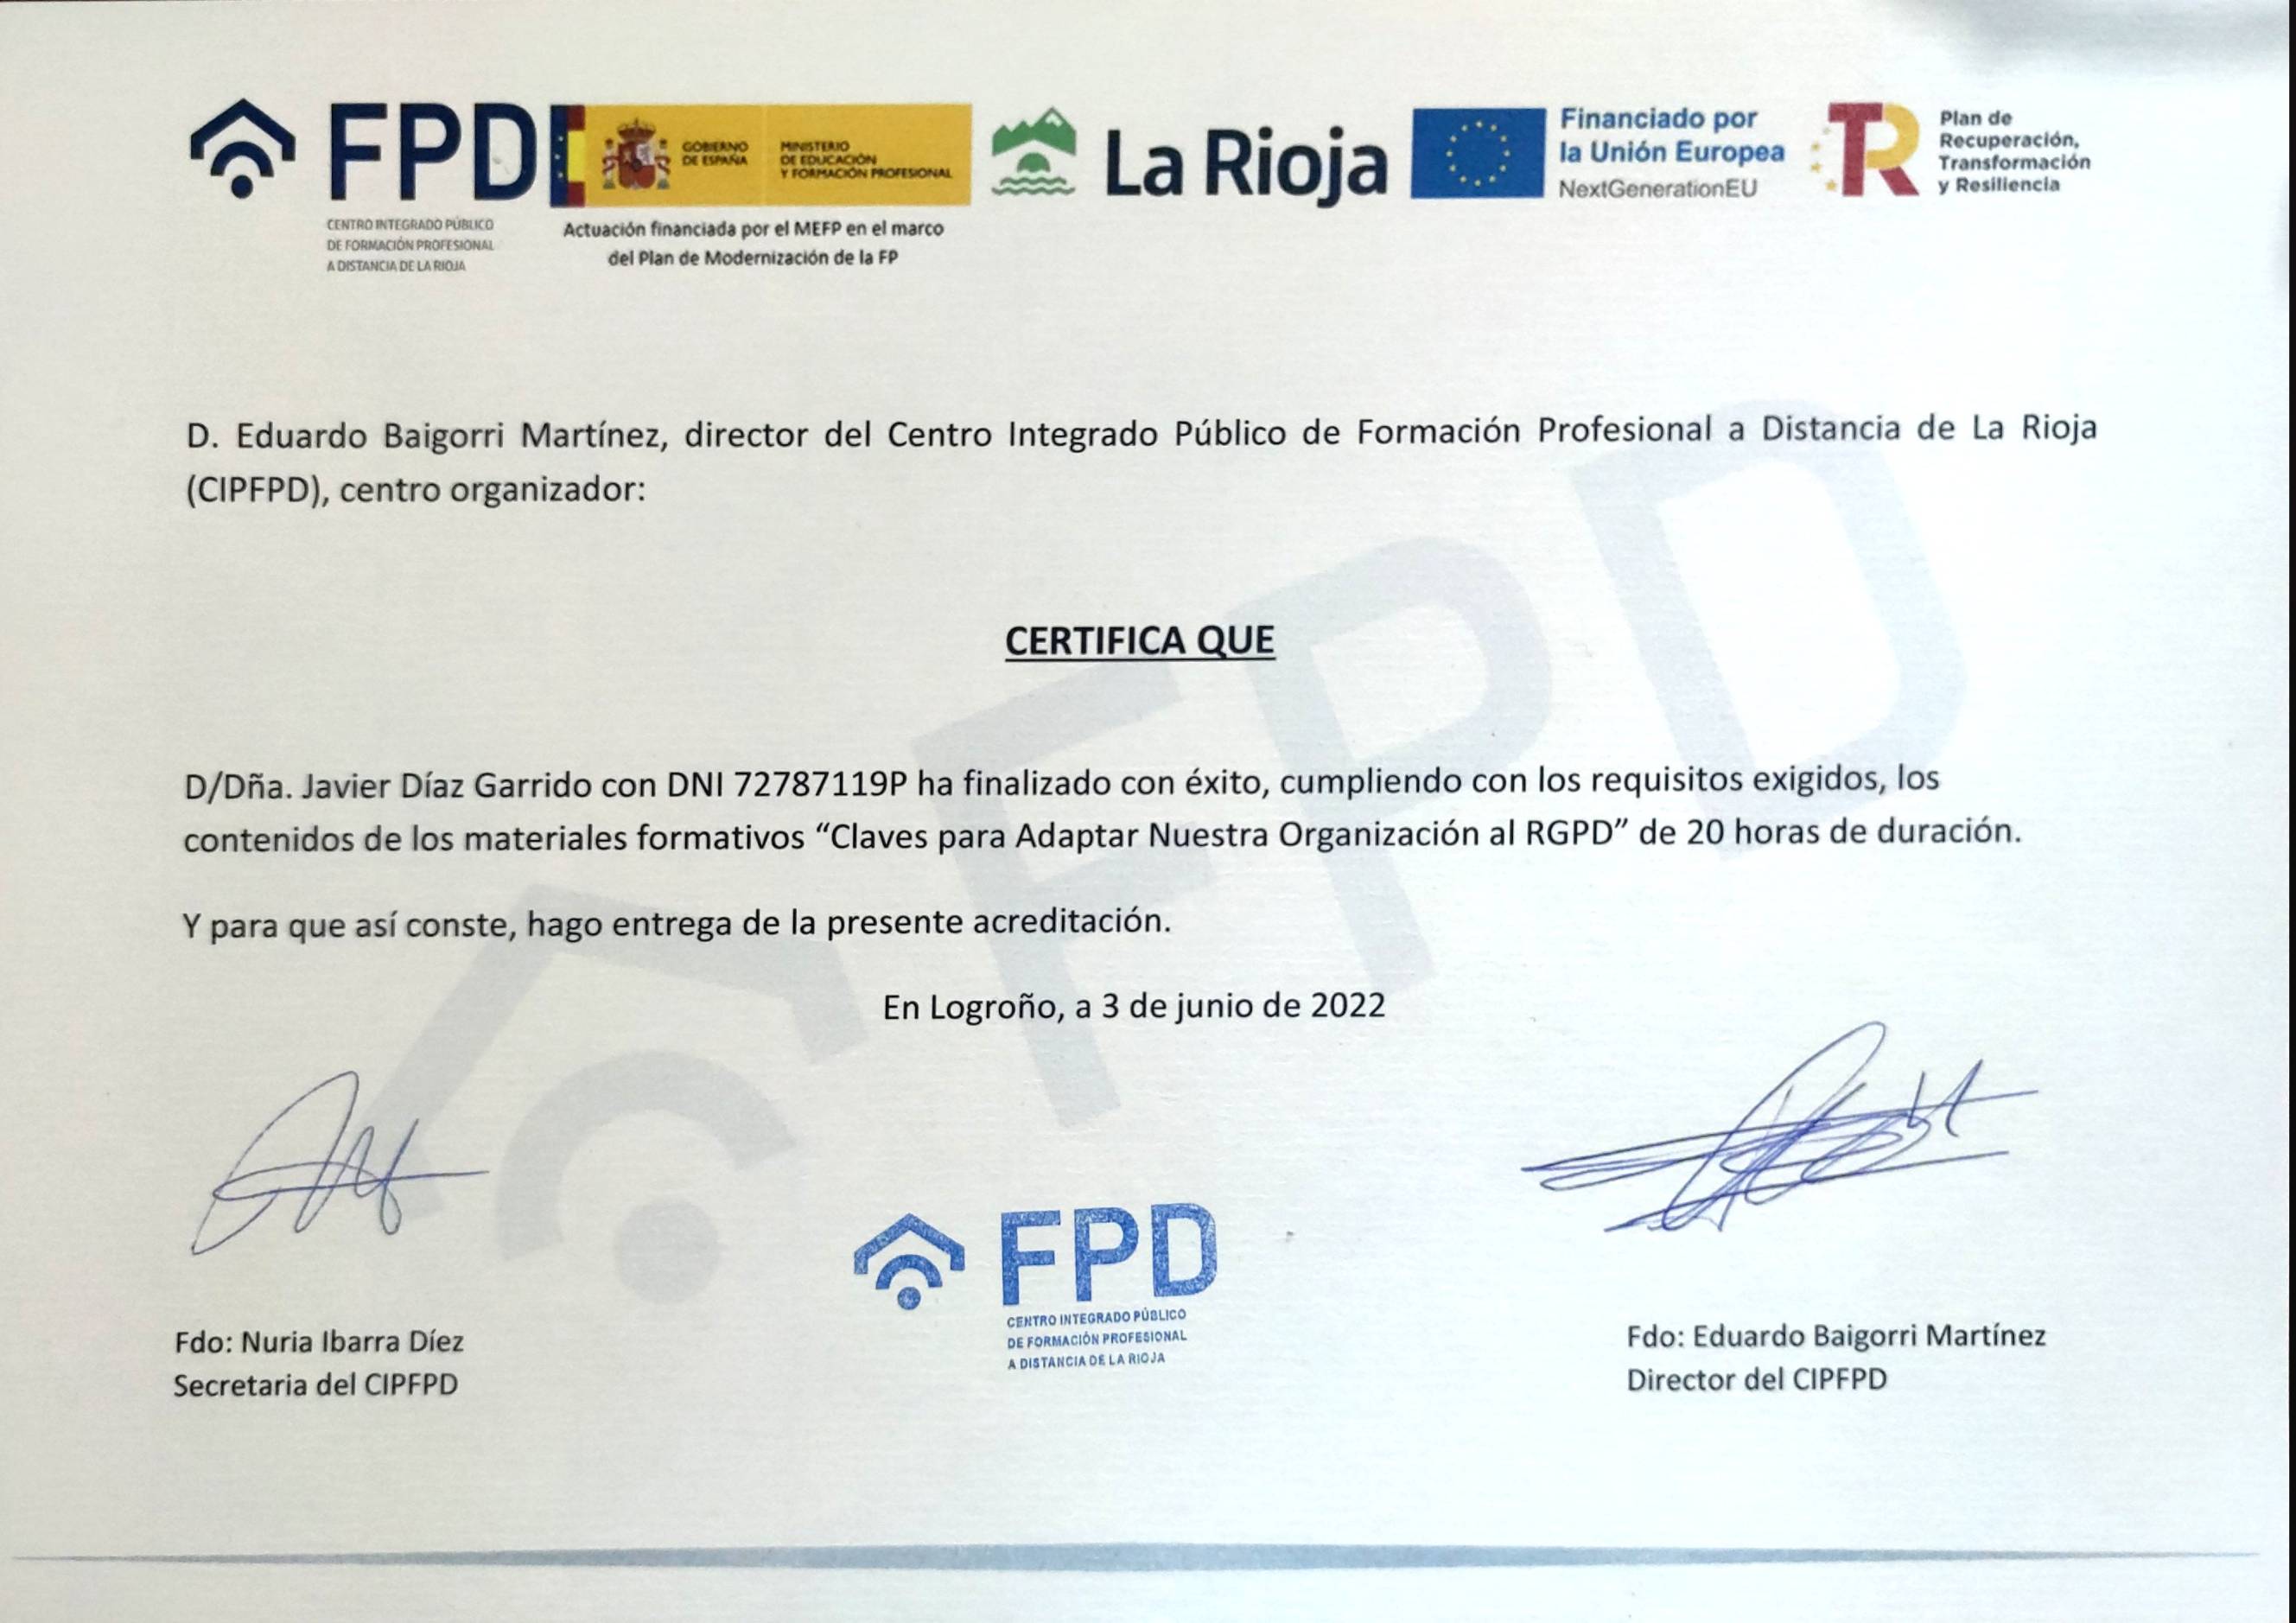 FPD
CENTRO INTEGRADO PÚBLICO
DE FORMACIÓN PROFESIONAL
A DISTANCIA DE LA RIOJA
GOBIERNO
DE ESPAÑA
MINISTERIO
DE EDUCACIÓN
Y FORMACIÓN PROFESIONAL
Actuación financiada por el MEFP en el marco
del Plan de Modernización de la FP
La Rioja
Financiado por
la Unión Europea
NextGenerationEU
TR
Plan de
Recuperación,
Transformación
y Resiliencia
D. Eduardo Baigorri Martínez, director del Centro Integrado Público de Formación Profesional a Distancia de La Rioja
(CIPFPD), centro organizador:
CERTIFICA QUE
D/Dña. Javier Díaz Garrido con DNI 72787119P ha finalizado con éxito, cumpliendo con los requisitos exigidos, los
contenidos de los materiales formativos “Claves para Adaptar Nuestra Organización al RGPD” de 20 horas de duración.
Y para que así conste, hago entrega de la presente acreditación.
En Logroño, a 3 de junio de 2022
FPD
FPD
CENTRO INTEGRADO PÚBLICO
DE FORMACIÓN PROFESIONAL
A DISTANCIA DE LA RIOJA
Fdo: Nuria Ibarra Díez
Secretaria del CIPFPD
Fdo: Eduardo Baigorri Martínez
Director del CIPFPD